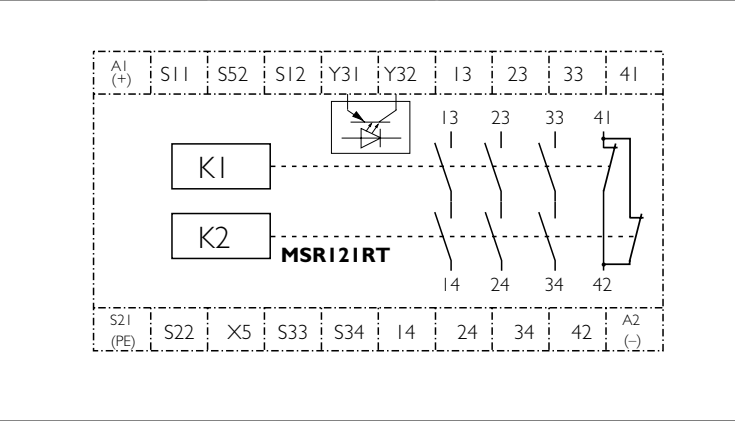 A1 (+) S11 S52 S12 Y31 Y32 13 23 33 41
13 23 33 41
K1
K2
MSR121RT
14 24 34 42
S21 (PE) S22 X5 S33 S34 14 24 34 42 A2 (–)